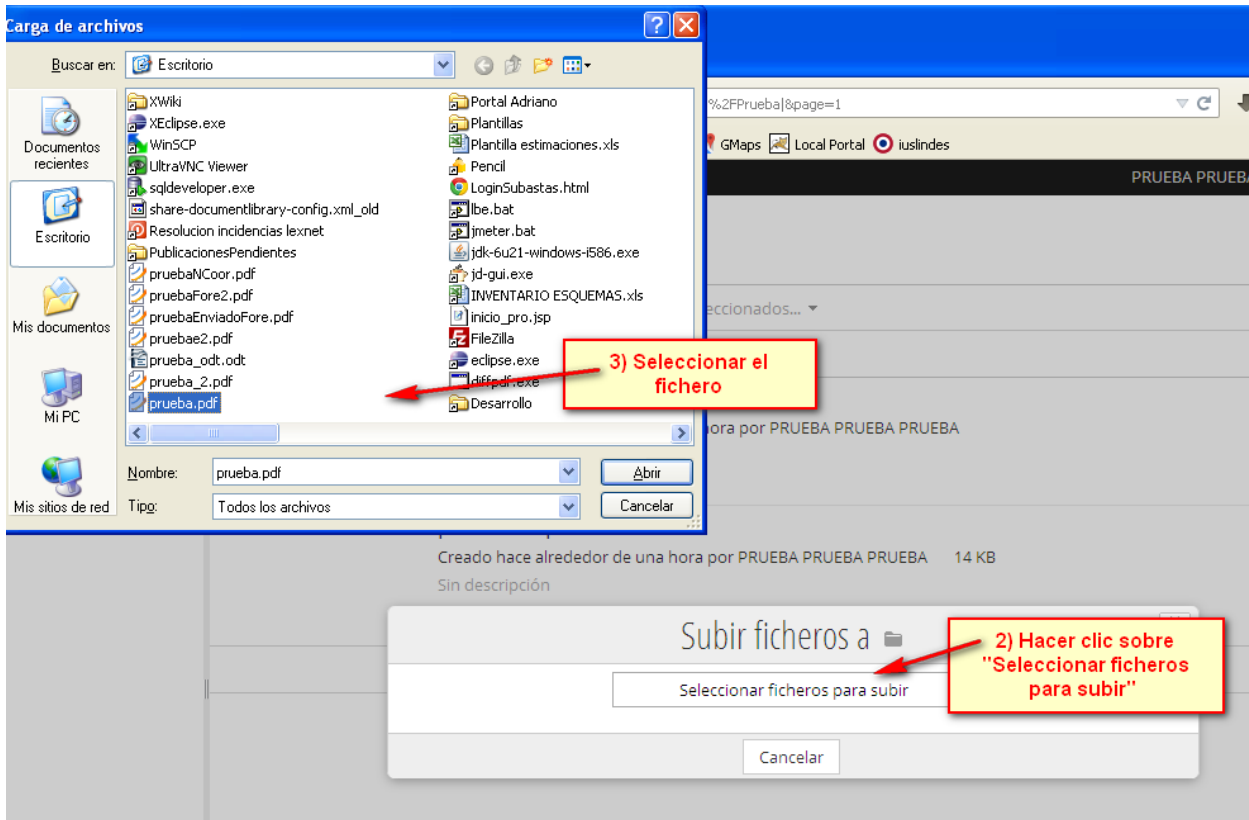 Carga de archivos
Buscar en: Escritorio
Documentos recientes
Escritorio
Mis documentos
Mi PC
Mis sitios de red
XWiki
XEclipse.exe
WinSCP
UltraVNC Viewer
sqldeveloper.exe
share-documentlibrary-config.xml_old
Resolucion incidencias lexnet
PublicacionesPendientes
pruebaNCoor.pdf
pruebaFore2.pdf
pruebaEnviadoFore.pdf
pruebae2.pdf
prueba_odt.odt
prueba_2.pdf
prueba.pdf
Portal Adriano
Plantillas
Plantilla estimaciones.xls
Pencil
LoginSubastas.html
lbe.bat
jmeter.bat
jdk-6u21-windows-i586.exe
jd-gui.exe
INVENTARIO ESQUEMAS.xls
inicio_pro.jsp
FileZilla
eclipse.exe
diffpdf.exe
Desarrollo
Nombre: prueba.pdf Abrir
Tipo: Todos los archivos Cancelar
%2FPrueba|&page=1
GMaps Local Portal iuslindes
PRUEBA PRUEBA
eccionados...
3) Seleccionar el
fichero
ora por PRUEBA PRUEBA PRUEBA
Creado hace alrededor de una hora por PRUEBA PRUEBA PRUEBA 14 KB
Sin descripción
Subir ficheros a
Seleccionar ficheros para subir
2) Hacer clic sobre
"Seleccionar ficheros
para subir"
Cancelar